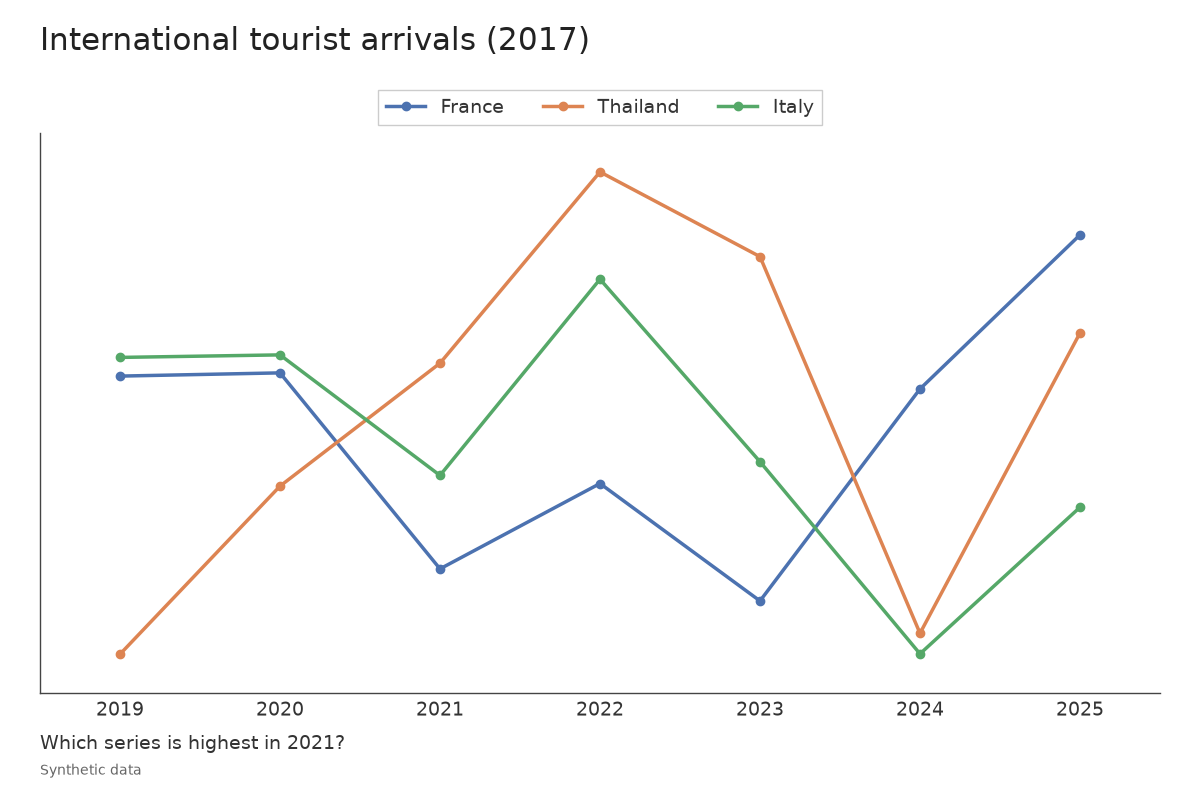 International tourist arrivals (2017)
France Thailand Italy
2019 2020 2021 2022 2023 2024 2025
Which series is highest in 2021?
Synthetic data